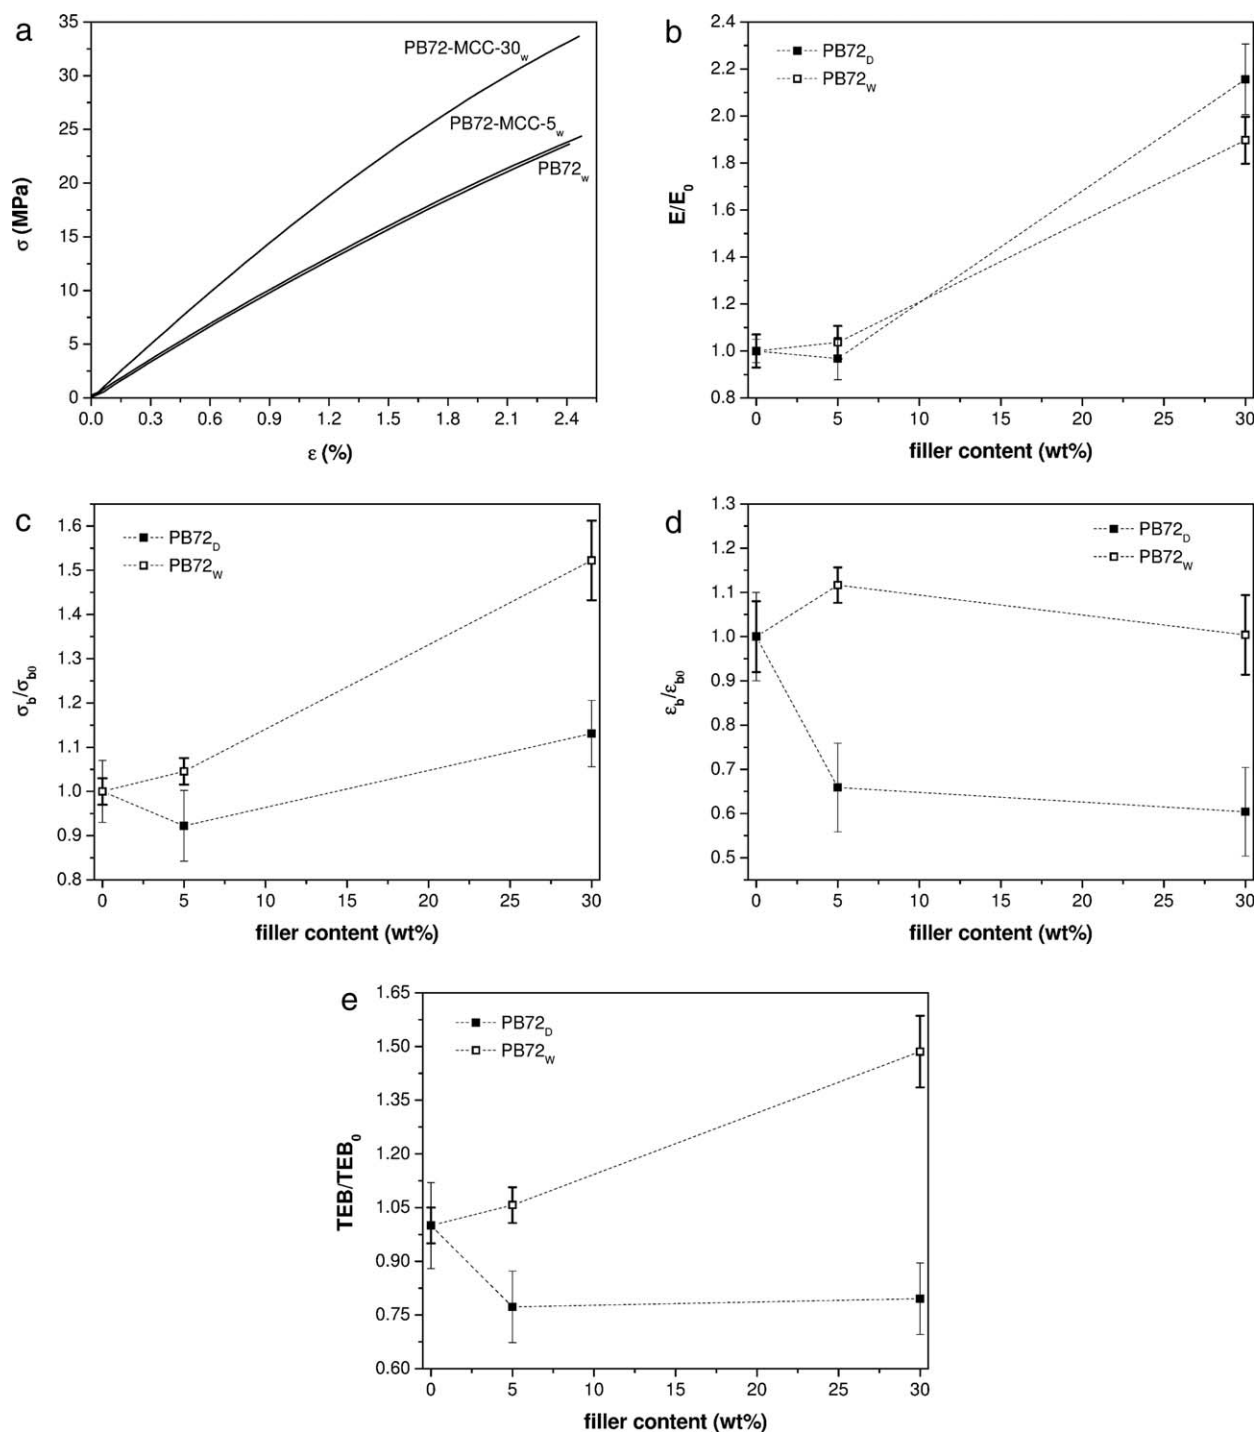 a
35
30
25
20
15
10
5
0
σ (MPa)
PB72-MCC-30w
PB72-MCC-5w
PB72w
0.0 0.3 0.6 0.9 1.2 1.5 1.8 2.1 2.4
ε (%)
b
2.4
2.2
2.0
1.8
1.6
1.4
1.2
1.0
0.8
E/E0
PB72D
PB72W
0 5 10 15 20 25 30
filler content (wt%)
c
1.6
1.5
1.4
1.3
1.2
1.1
1.0
0.9
0.8
σb/σb0
PB72D
PB72W
0 5 10 15 20 25 30
filler content (wt%)
d
1.3
1.2
1.1
1.0
0.9
0.8
0.7
0.6
0.5
εb/εb0
PB72D
PB72W
0 5 10 15 20 25 30
filler content (wt%)
e
1.65
1.50
1.35
1.20
1.05
0.90
0.75
0.60
TEB/TEB0
PB72D
PB72W
0 5 10 15 20 25 30
filler content (wt%)